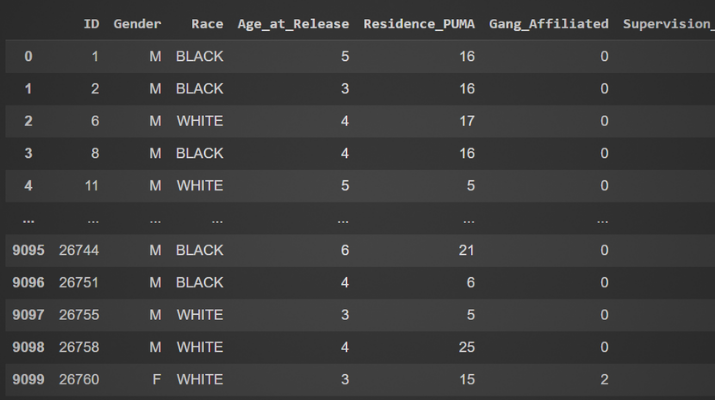 ID Gender Race Age_at_Release Residence_PUMA Gang_Affiliated Supervision_
0 1 M BLACK 5 16 0
1 2 M BLACK 3 16 0
2 6 M WHITE 4 17 0
3 8 M BLACK 4 16 0
4 11 M WHITE 5 5 0
... ... ... ... ... ... ...
9095 26744 M BLACK 6 21 0
9096 26751 M BLACK 4 6 0
9097 26755 M WHITE 3 5 0
9098 26758 M WHITE 4 25 0
9099 26760 F WHITE 3 15 2